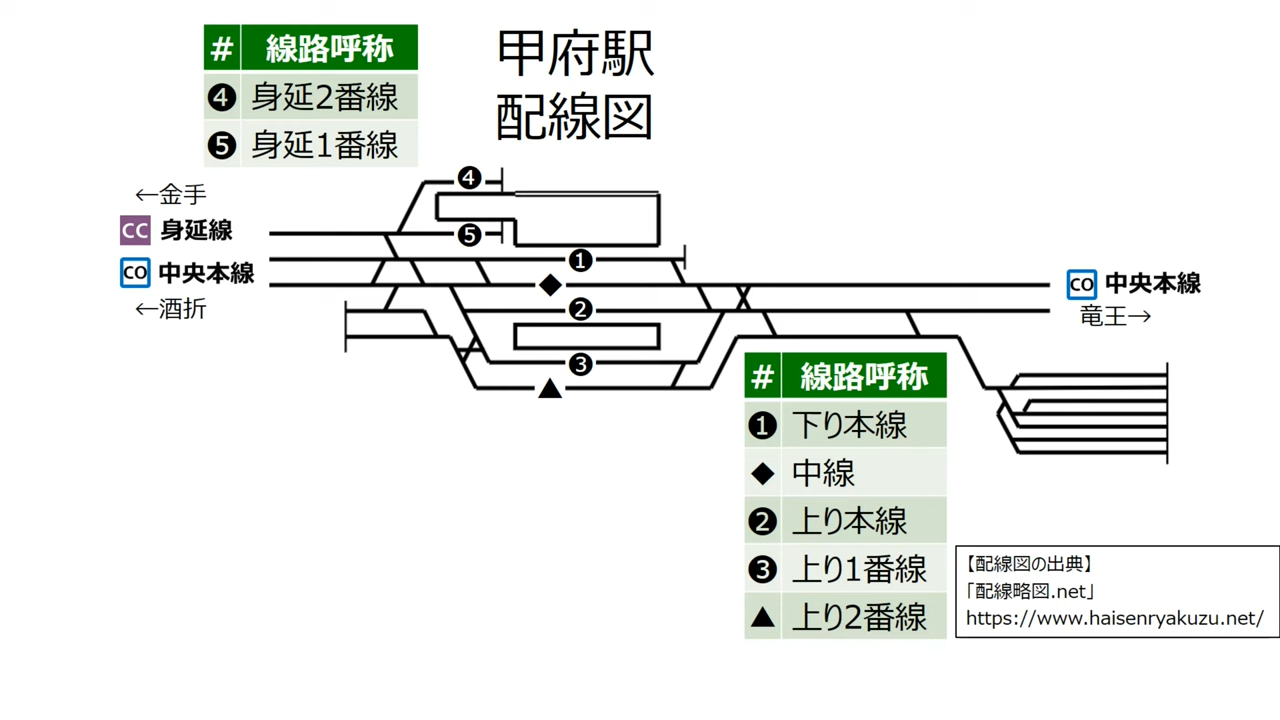 甲府駅
配線図
# 線路呼称
❹ 身延2番線
❺ 身延1番線
←金手
CC 身延線
CO 中央本線
←酒折
❹
❺
❶
◆
❷
❸
▲
CO 中央本線
竜王→
# 線路呼称
❶ 下り本線
◆ 中線
❷ 上り本線
❸ 上り1番線
▲ 上り2番線
【配線図の出典】
「配線略図.net」
https://www.haisenryakuzu.net/